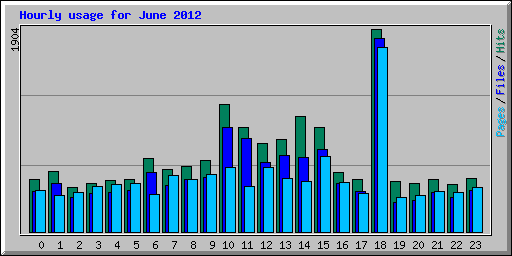 Hourly usage for June 2012
1904
Pages / Files / Hits
0 1 2 3 4 5 6 7 8 9 10 11 12 13 14 15 16 17 18 19 20 21 22 23